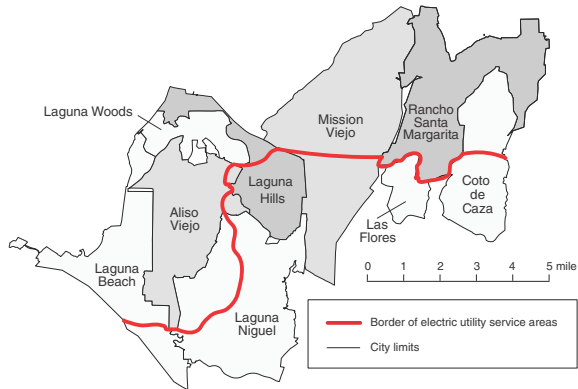 Laguna Woods
Mission
Viejo
Rancho
Santa
Margarita
Laguna
Hills
Coto
de
Caza
Aliso
Viejo
Las
Flores
Laguna
Beach
Laguna
Niguel
0 1 2 3 4 5 mile
Border of electric utility service areas
City limits